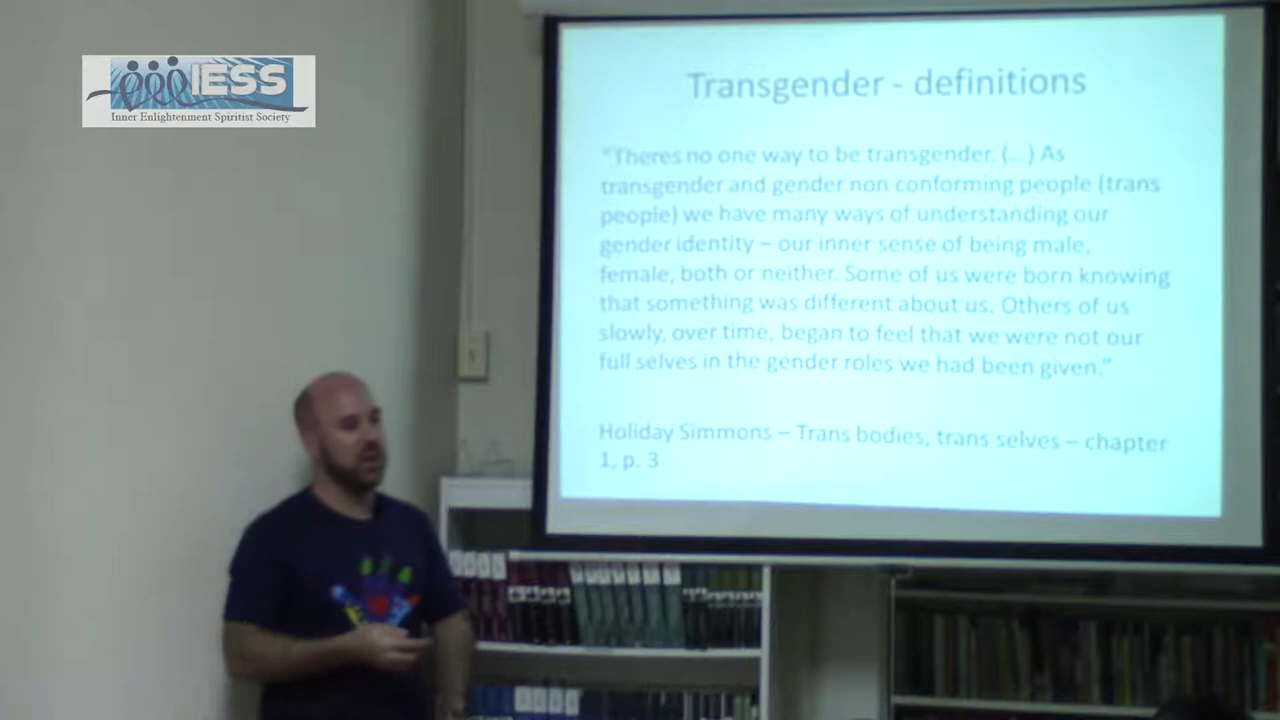 IESS
Inner Enlightenment Spiritist Society
Transgender - definitions
"Theres no one way to be transgender. (...) As
transgender and gender non conforming people (trans
people) we have many ways of understanding our
gender identity – our inner sense of being male,
female, both or neither. Some of us were born knowing
that something was different about us. Others of us
slowly, over time, began to feel that we were not our
full selves in the gender roles we had been given."
Holiday Simmons – Trans bodies, trans selves – chapter
1, p. 3